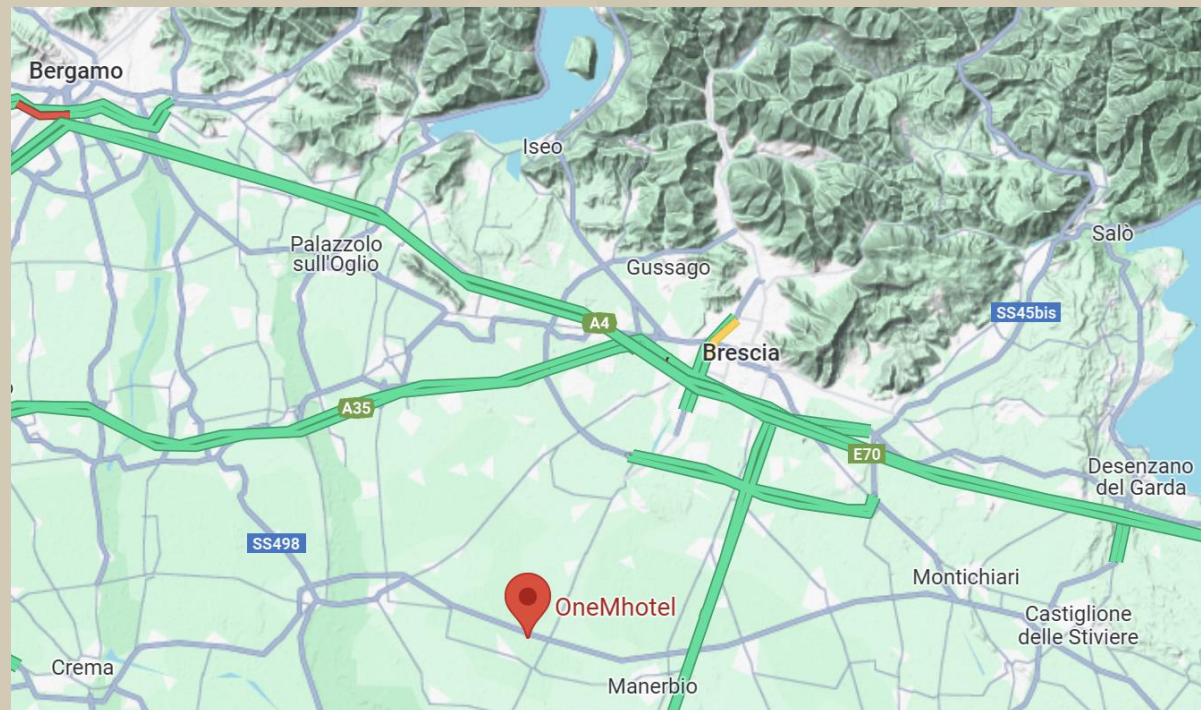 Bergamo
Iseo
Salò
Palazzolo
sull'Oglio
Gussago
SS45bis
A4
Brescia
A35
E70
Desenzano
del Garda
SS498
Montichiari
OneMhotel
Castiglione
delle Stiviere
Crema
Manerbio